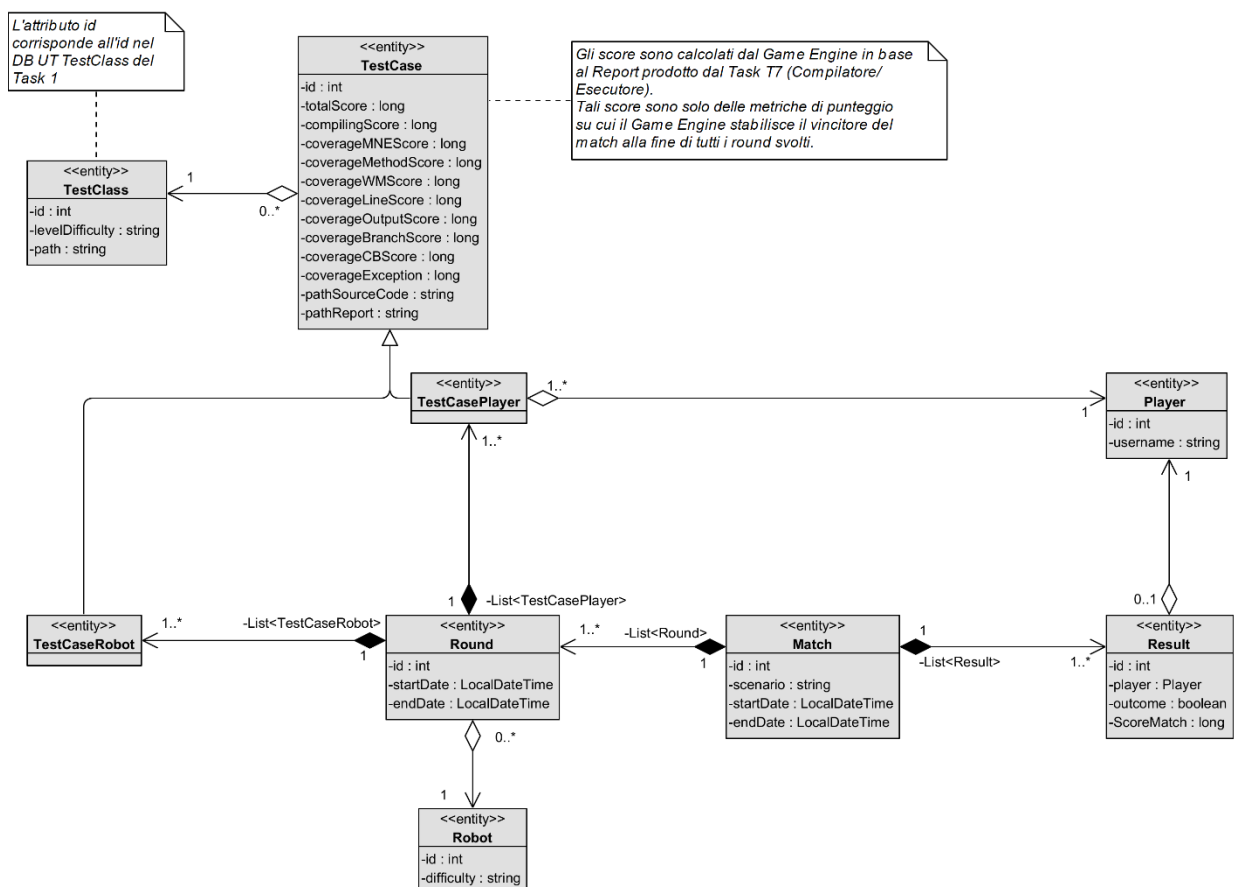 L'attributo id
corrisponde all'id nel
DB UT TestClass del
Task 1
<<entity>>
TestCase
-id : int
-totalScore : long
-compilingScore : long
-coverageMNEScore : long
-coverageMethodScore : long
-coverageWMScore : long
-coverageLineScore : long
-coverageOutputScore : long
-coverageBranchScore : long
-coverageCBScore : long
-coverageException : long
-pathSourceCode : string
-pathReport : string
Gli score sono calcolati dal Game Engine in base
al Report prodotto dal Task T7 (Compilatore/
Esecutore).
Tali score sono solo delle metriche di punteggio
su cui il Game Engine stabilisce il vincitore del
match alla fine di tutti i round svolti.
<<entity>>
TestClass
-id : int
-levelDifficulty : string
-path : string
1
0..*
<<entity>>
TestCasePlayer
1..*
1
<<entity>>
Player
-id : int
-username : string
1..*
1
1
-List<TestCasePlayer>
0..1
<<entity>>
TestCaseRobot
1..*
-List<TestCaseRobot>
1
<<entity>>
Round
-id : int
-startDate : LocalDateTime
-endDate : LocalDateTime
1..*
-List<Round>
1
<<entity>>
Match
-id : int
-scenario : string
-startDate : LocalDateTime
-endDate : LocalDateTime
1
-List<Result>
1..*
<<entity>>
Result
-id : int
-player : Player
-outcome : boolean
-ScoreMatch : long
0..*
1
<<entity>>
Robot
-id : int
-difficulty : string